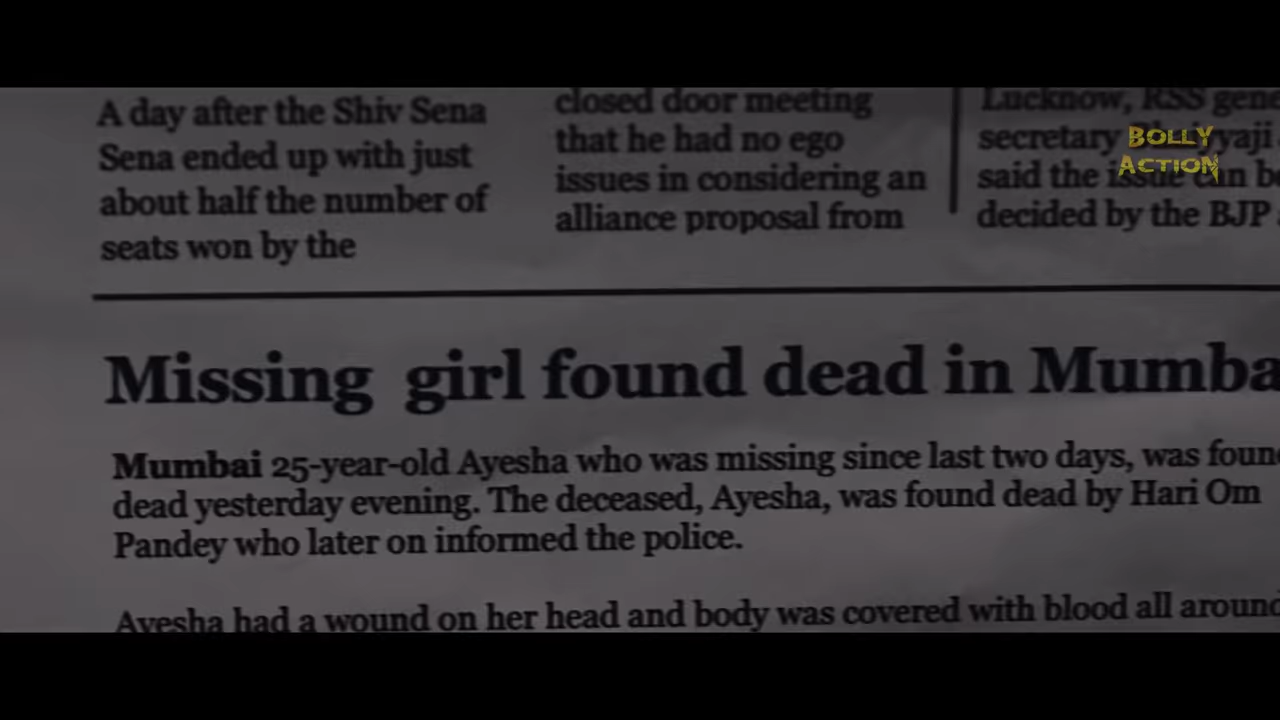 A day after the Shiv Sena
Sena ended up with just
about half the number of
seats won by the
closed door meeting
that he had no ego
issues in considering an
alliance proposal from
Lucknow, RSS
secretary
said the issue can
decided by the BJP
BOLLY
ACTION
Missing girl found dead in
Mumbai 25-year-old Ayesha who was missing since last two days, was
dead yesterday evening. The deceased, Ayesha, was found dead by Hari Om
Pandey who later on informed the police.
Ayesha had a wound on her head and body was covered with blood all around